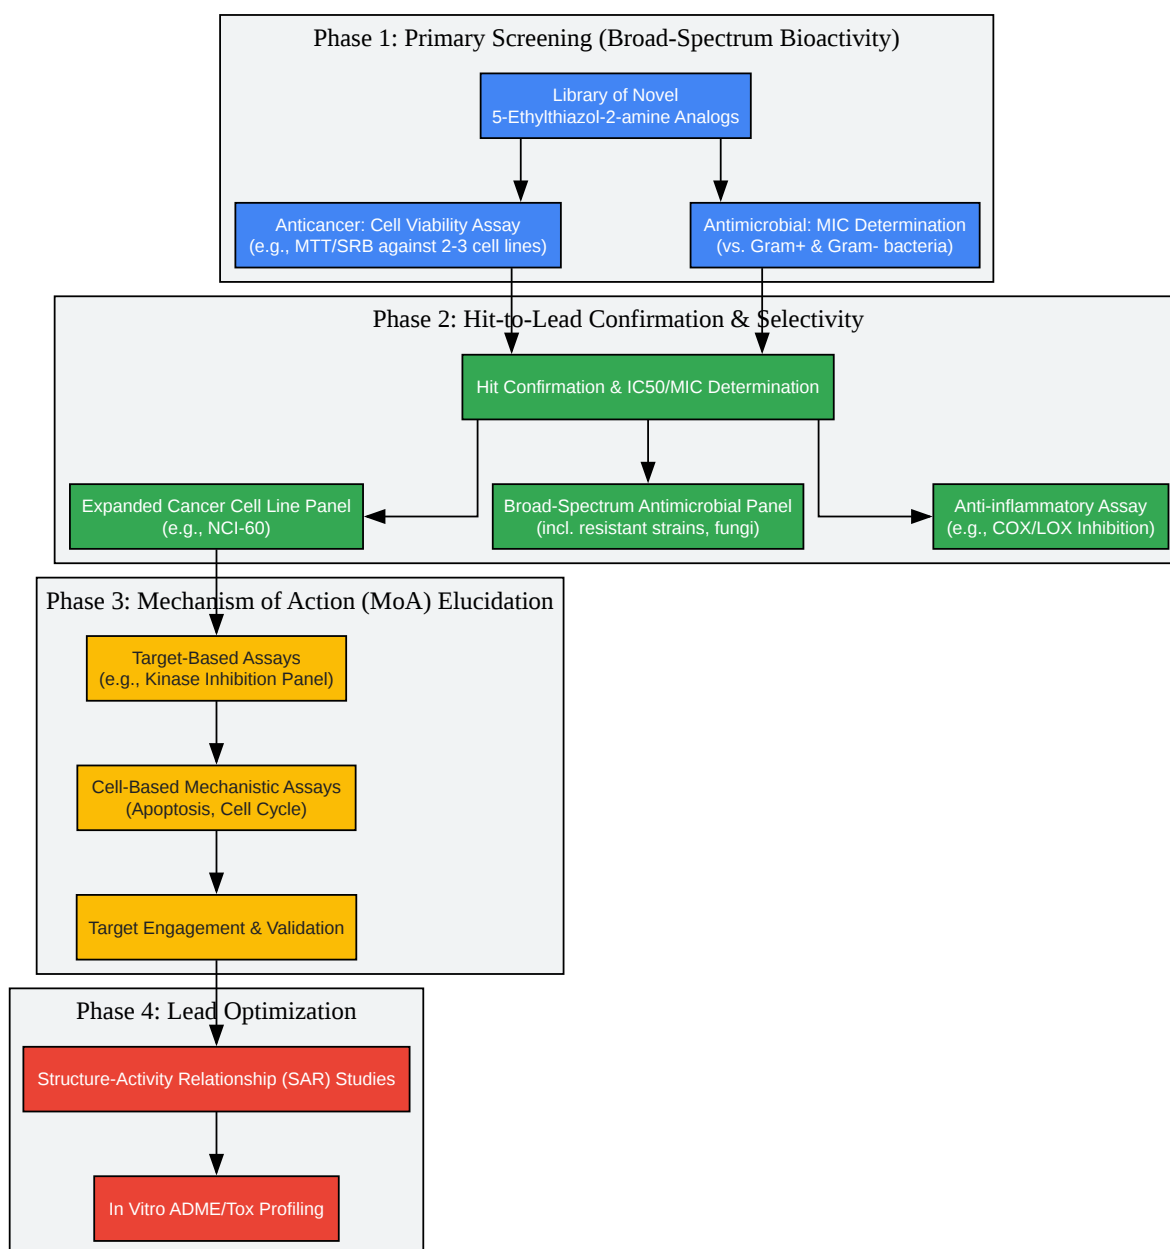 Phase 1: Primary Screening (Broad-Spectrum Bioactivity)
Library of Novel
5-Ethylthiazol-2-amine Analogs
Anticancer: Cell Viability Assay
(e.g., MTT/SRB against 2-3 cell lines)
Antimicrobial: MIC Determination
(vs. Gram+ & Gram- bacteria)
Phase 2: Hit-to-Lead Confirmation & Selectivity
Hit Confirmation & IC50/MIC Determination
Expanded Cancer Cell Line Panel
(e.g., NCI-60)
Broad-Spectrum Antimicrobial Panel
(incl. resistant strains, fungi)
Anti-inflammatory Assay
(e.g., COX/LOX Inhibition)
Phase 3: Mechanism of Action (MoA) Elucidation
Target-Based Assays
(e.g., Kinase Inhibition Panel)
Cell-Based Mechanistic Assays
(Apoptosis, Cell Cycle)
Target Engagement & Validation
Phase 4: Lead Optimization
Structure-Activity Relationship (SAR) Studies
In Vitro ADME/Tox Profiling